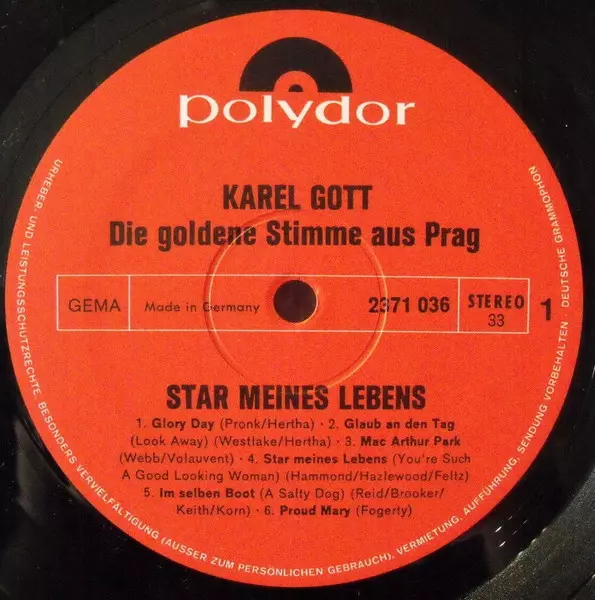 polydor
KAREL GOTT
Die goldene Stimme aus Prag
GEMA
Made in Germany
2371 036
STEREO
33
1
STAR MEINES LEBENS
1. Glory Day (Pronk/Hertha) · 2. Glaub an den Tag
(Look Away) (Westlake/Hertha) · 3. Mac Arthur Park
(Webb/Volauvent) · 4. Star meines Lebens (You're Such
A Good Looking Woman) (Hammond/Hazlewood/Feltz)
5. Im selben Boot (A Salty Dog) (Reid/Brooker/
Keith/Korn) · 6. Proud Mary (Fogerty)
URHEBER- UND LEISTUNGSSCHUTZRECHTE. BESONDERS VERVIELFÄLTIGUNG (AUSSER ZUM PERSÖNLICHEN GEBRAUCH), VERMIETUNG, AUFFÜHRUNG, SENDUNG VORBEHALTEN · DEUTSCHE GRAMMOPHON